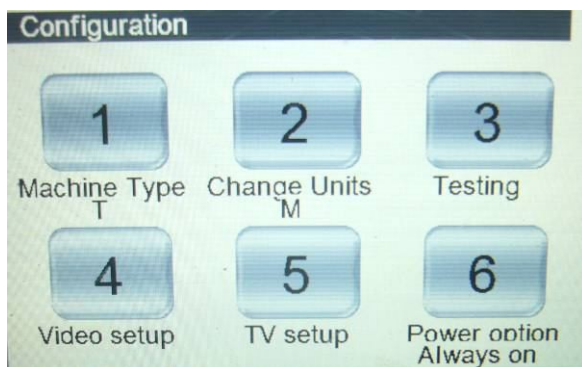 Configuration
1 2 3
Machine Type Change Units Testing
T M
4 5 6
Video setup TV setup Power option
Always on